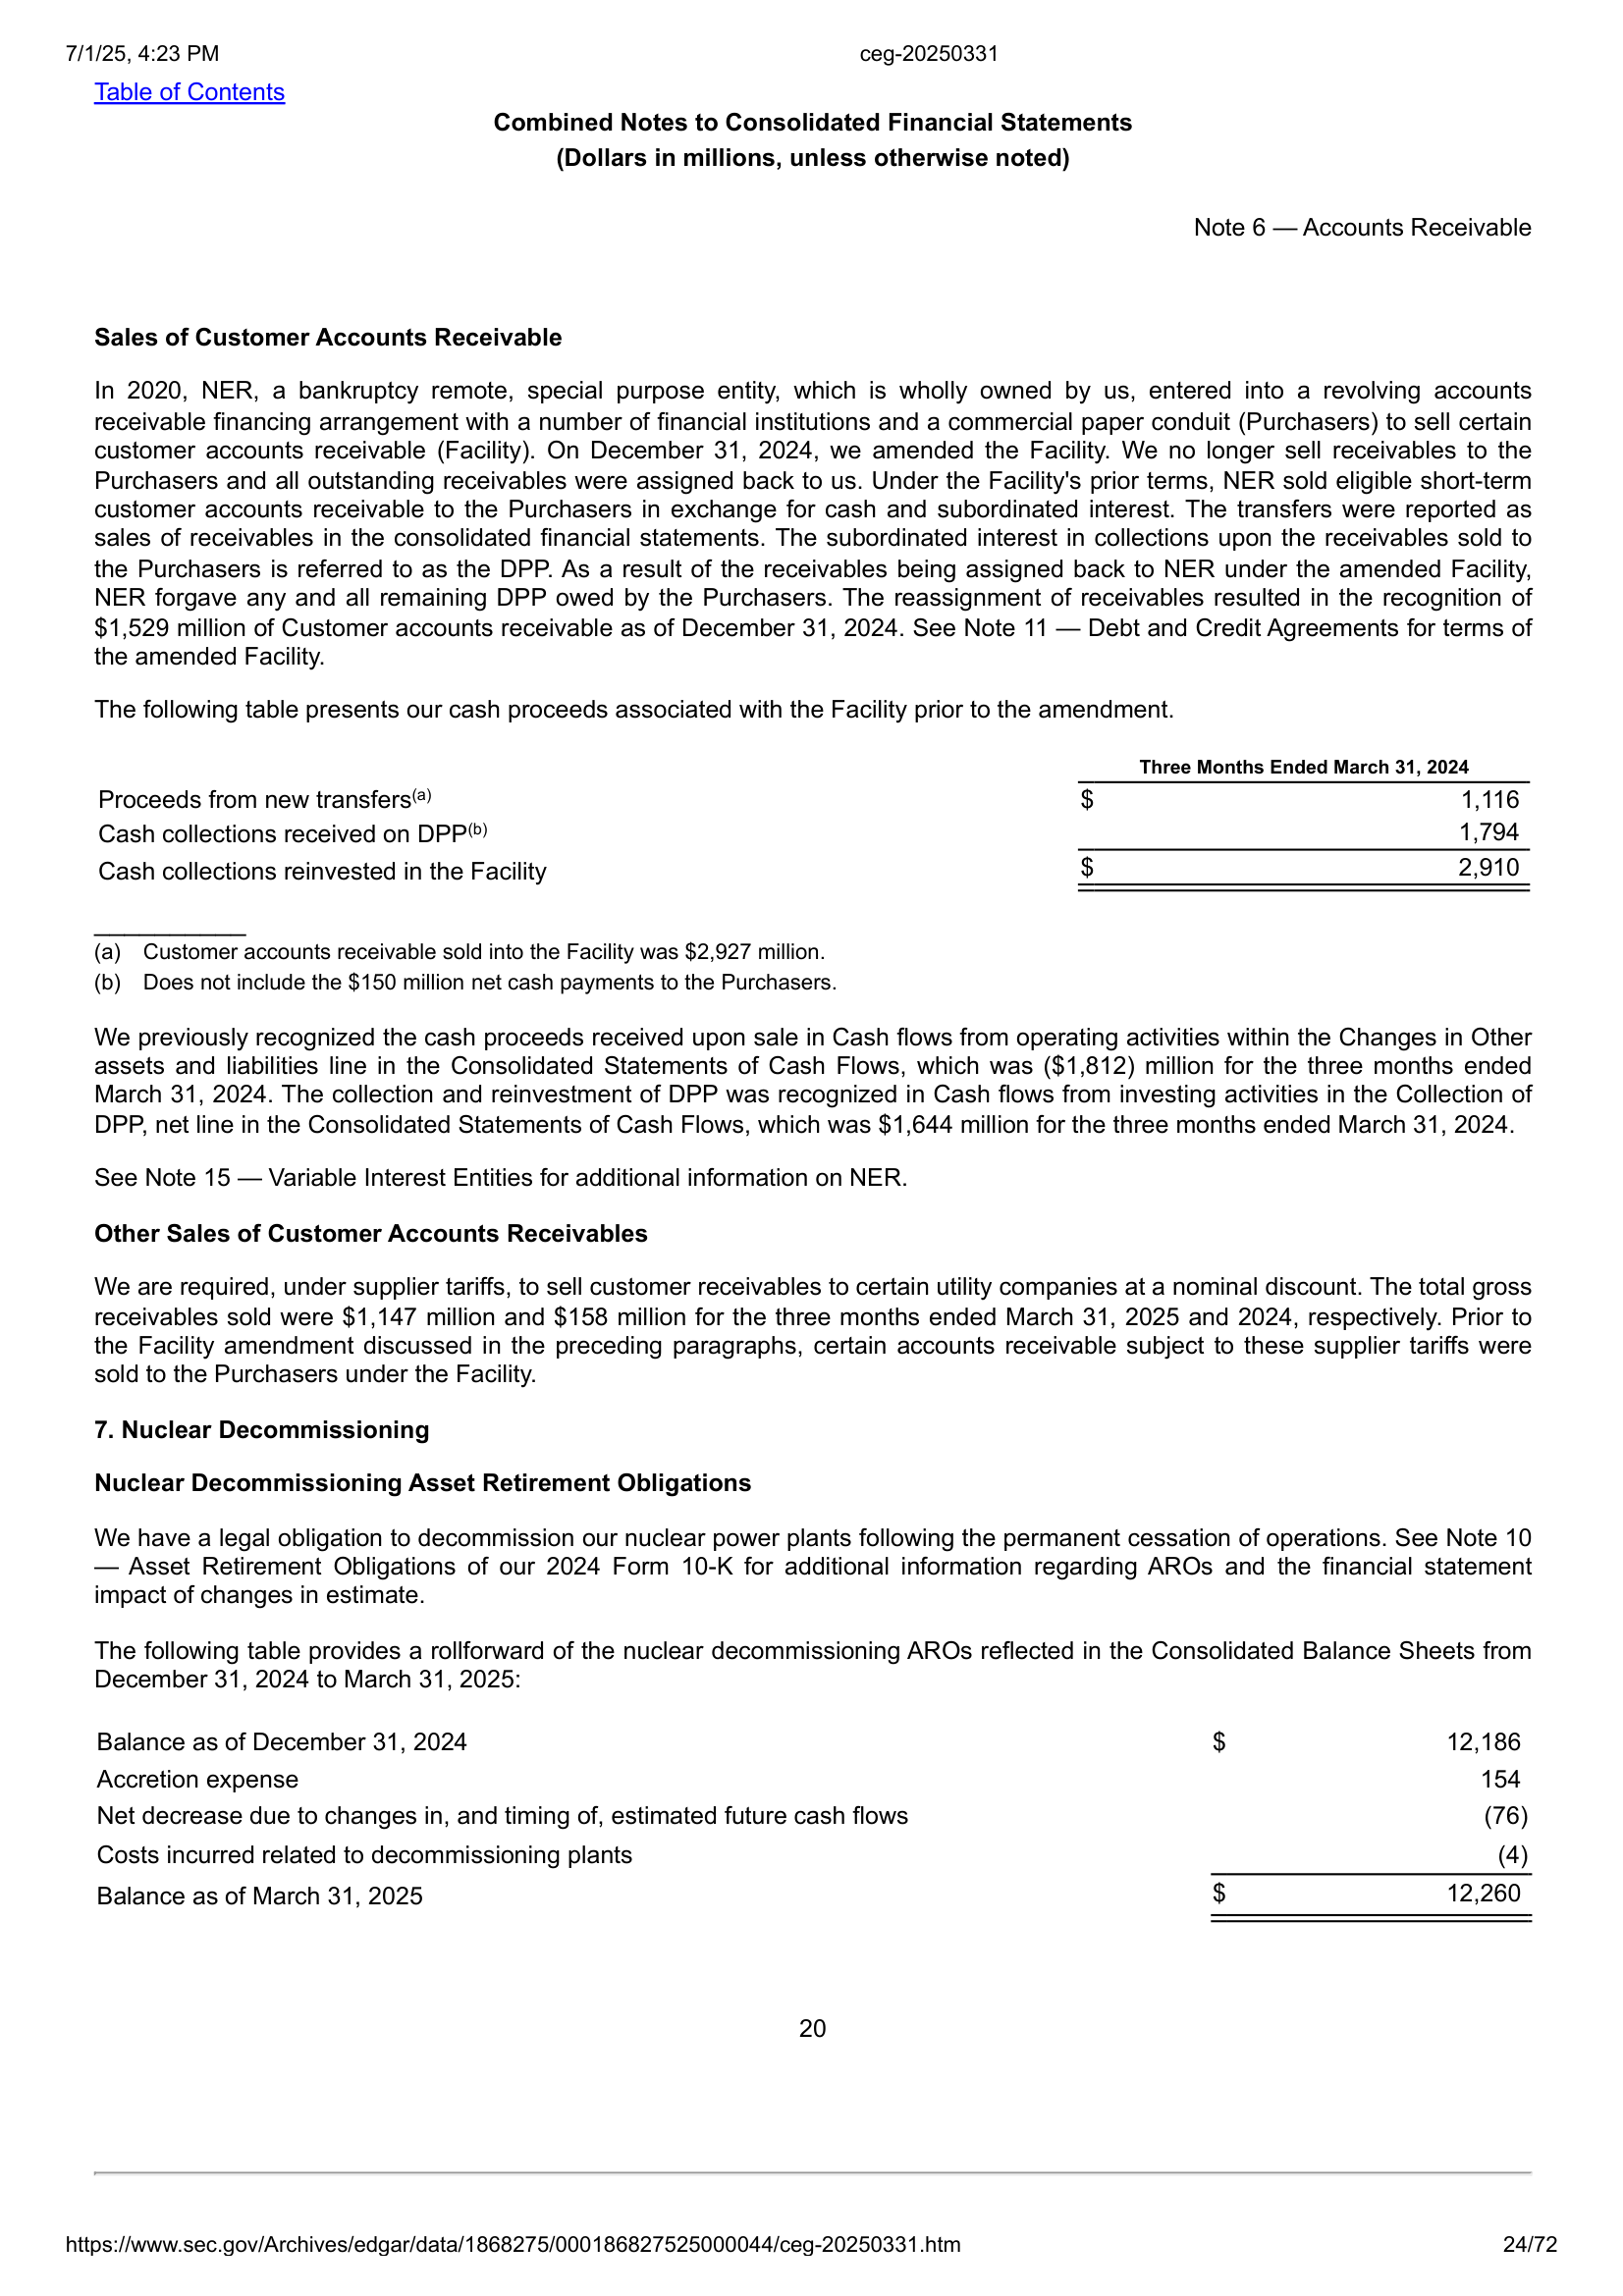 7/1/25, 4:23 PM ceg-20250331
Table of Contents
Combined Notes to Consolidated Financial Statements
(Dollars in millions, unless otherwise noted)
Note 6 — Accounts Receivable
Sales of Customer Accounts Receivable
In 2020, NER, a bankruptcy remote, special purpose entity, which is wholly owned by us, entered into a revolving accounts
receivable financing arrangement with a number of financial institutions and a commercial paper conduit (Purchasers) to sell certain
customer accounts receivable (Facility). On December 31, 2024, we amended the Facility. We no longer sell receivables to the
Purchasers and all outstanding receivables were assigned back to us. Under the Facility's prior terms, NER sold eligible short-term
customer accounts receivable to the Purchasers in exchange for cash and subordinated interest. The transfers were reported as
sales of receivables in the consolidated financial statements. The subordinated interest in collections upon the receivables sold to
the Purchasers is referred to as the DPP. As a result of the receivables being assigned back to NER under the amended Facility,
NER forgave any and all remaining DPP owed by the Purchasers. The reassignment of receivables resulted in the recognition of
$1,529 million of Customer accounts receivable as of December 31, 2024. See Note 11 — Debt and Credit Agreements for terms of
the amended Facility.
The following table presents our cash proceeds associated with the Facility prior to the amendment.
Three Months Ended March 31, 2024
Proceeds from new transfers(a) $ 1,116
Cash collections received on DPP(b) 1,794
Cash collections reinvested in the Facility $ 2,910
(a) Customer accounts receivable sold into the Facility was $2,927 million.
(b) Does not include the $150 million net cash payments to the Purchasers.
We previously recognized the cash proceeds received upon sale in Cash flows from operating activities within the Changes in Other
assets and liabilities line in the Consolidated Statements of Cash Flows, which was ($1,812) million for the three months ended
March 31, 2024. The collection and reinvestment of DPP was recognized in Cash flows from investing activities in the Collection of
DPP, net line in the Consolidated Statements of Cash Flows, which was $1,644 million for the three months ended March 31, 2024.
See Note 15 — Variable Interest Entities for additional information on NER.
Other Sales of Customer Accounts Receivables
We are required, under supplier tariffs, to sell customer receivables to certain utility companies at a nominal discount. The total gross
receivables sold were $1,147 million and $158 million for the three months ended March 31, 2025 and 2024, respectively. Prior to
the Facility amendment discussed in the preceding paragraphs, certain accounts receivable subject to these supplier tariffs were
sold to the Purchasers under the Facility.
7. Nuclear Decommissioning
Nuclear Decommissioning Asset Retirement Obligations
We have a legal obligation to decommission our nuclear power plants following the permanent cessation of operations. See Note 10
— Asset Retirement Obligations of our 2024 Form 10-K for additional information regarding AROs and the financial statement
impact of changes in estimate.
The following table provides a rollforward of the nuclear decommissioning AROs reflected in the Consolidated Balance Sheets from
December 31, 2024 to March 31, 2025:
Balance as of December 31, 2024 $ 12,186
Accretion expense 154
Net decrease due to changes in, and timing of, estimated future cash flows (76)
Costs incurred related to decommissioning plants (4)
Balance as of March 31, 2025 $ 12,260
20
https://www.sec.gov/Archives/edgar/data/1868275/000186827525000044/ceg-20250331.htm 24/72